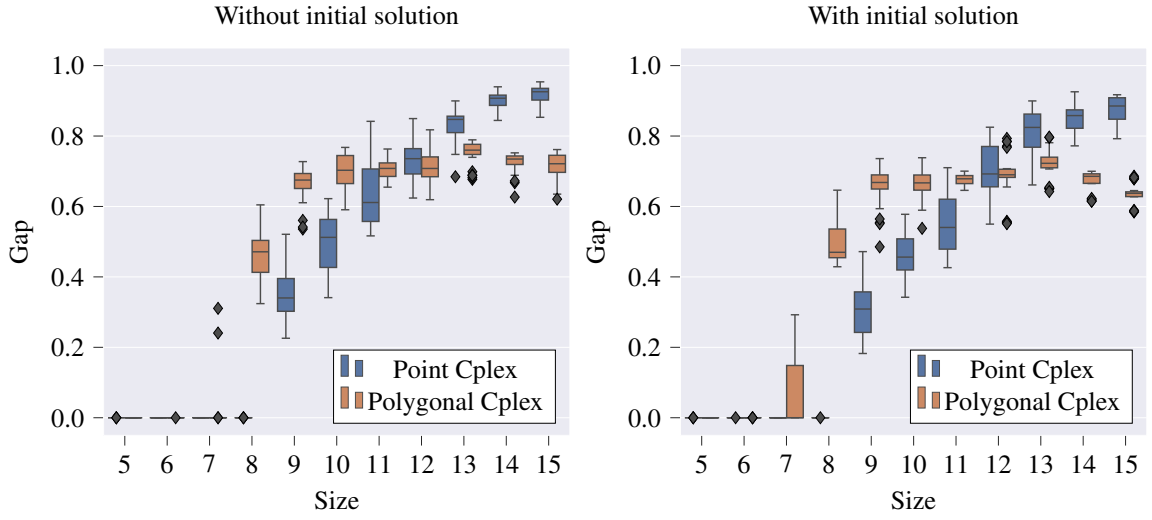 Without initial solution
1.0
0.8
0.6
0.4
0.2
0.0
Gap
5 6 7 8 9 10 11 12 13 14 15
Size
Point Cplex
Polygonal Cplex
With initial solution
1.0
0.8
0.6
0.4
0.2
0.0
Gap
5 6 7 8 9 10 11 12 13 14 15
Size
Point Cplex
Polygonal Cplex